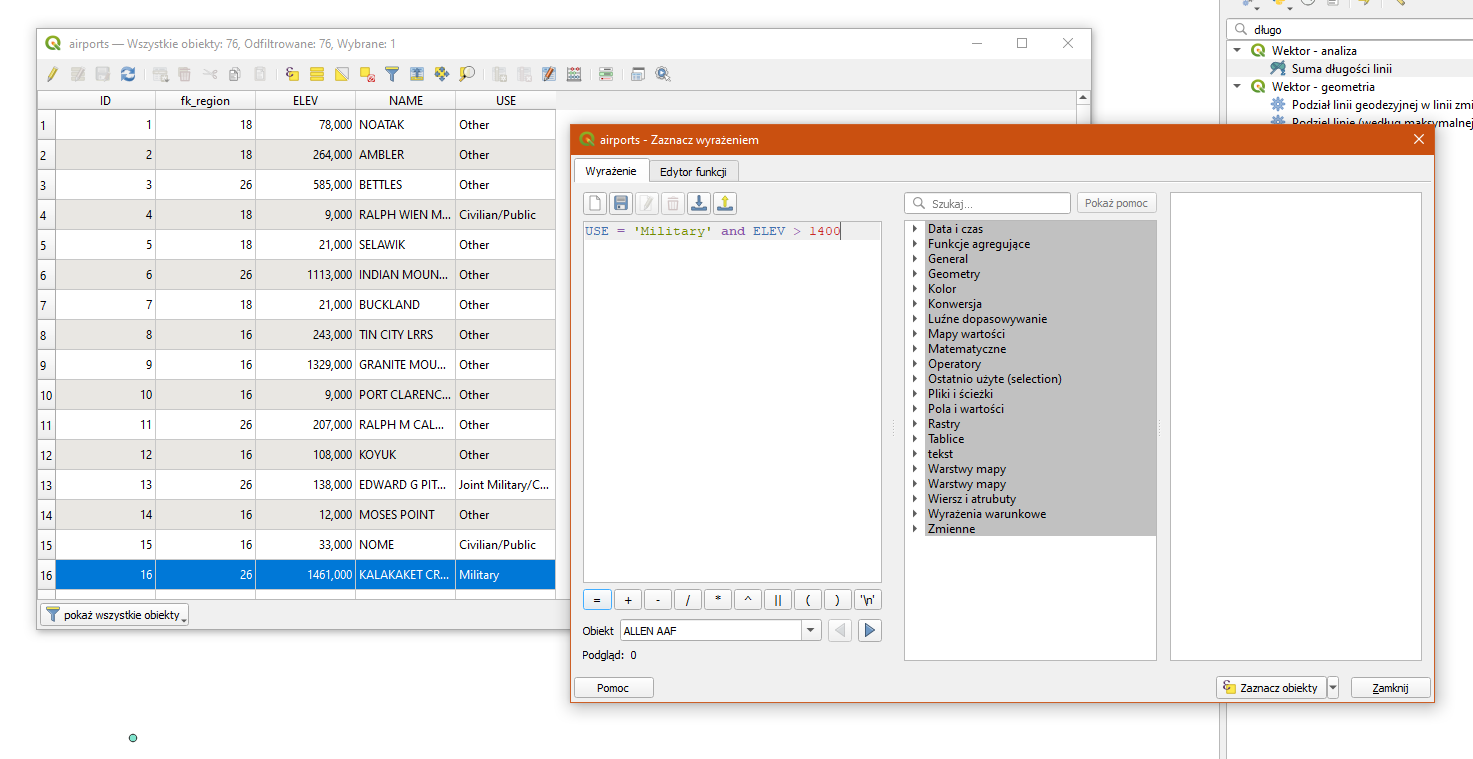 airports — Wszystkie obiekty: 76, Odfiltrowane: 76, Wybrane: 1
ID fk_region ELEV NAME USE
1 1 18 78,000 NOATAK Other
2 2 18 264,000 AMBLER Other
3 3 26 585,000 BETTLES Other
4 4 18 9,000 RALPH WIEN M... Civilian/Public
5 5 18 21,000 SELAWIK Other
6 6 26 1113,000 INDIAN MOUN... Other
7 7 18 21,000 BUCKLAND Other
8 8 16 243,000 TIN CITY LRRS Other
9 9 16 1329,000 GRANITE MOU... Other
10 10 16 9,000 PORT CLARENC... Other
11 11 26 207,000 RALPH M CAL... Other
12 12 16 108,000 KOYUK Other
13 13 26 138,000 EDWARD G PIT... Joint Military/C...
14 14 16 12,000 MOSES POINT Other
15 15 16 33,000 NOME Civilian/Public
16 16 26 1461,000 KALAKAKET CR... Military
pokaż wszystkie obiekty
airports - Zaznacz wyrażeniem
Wyrażenie Edytor funkcji
USE = 'Military' and ELEV > 1400
= + - / * ^ || ( ) '\n'
Obiekt ALLEN AAF
Podgląd: 0
Pomoc
Szukaj... Pokaż pomoc
Data i czas
Funkcje agregujące
General
Geometry
Kolor
Konwersja
Luźne dopasowywanie
Mapy wartości
Matematyczne
Operatory
Ostatnio użyte (selection)
Pliki i ścieżki
Pola i wartości
Rastry
Tablice
tekst
Warstwy mapy
Warstwy mapy
Wiersz i atrubuty
Wyrażenia warunkowe
Zmienne
Zaznacz obiekty Zamknij
długo
Wektor - analiza
Suma długości linii
Wektor - geometria
Podział linii geodezyjnej w linii zmi
Podziel linie (według maksymalnej